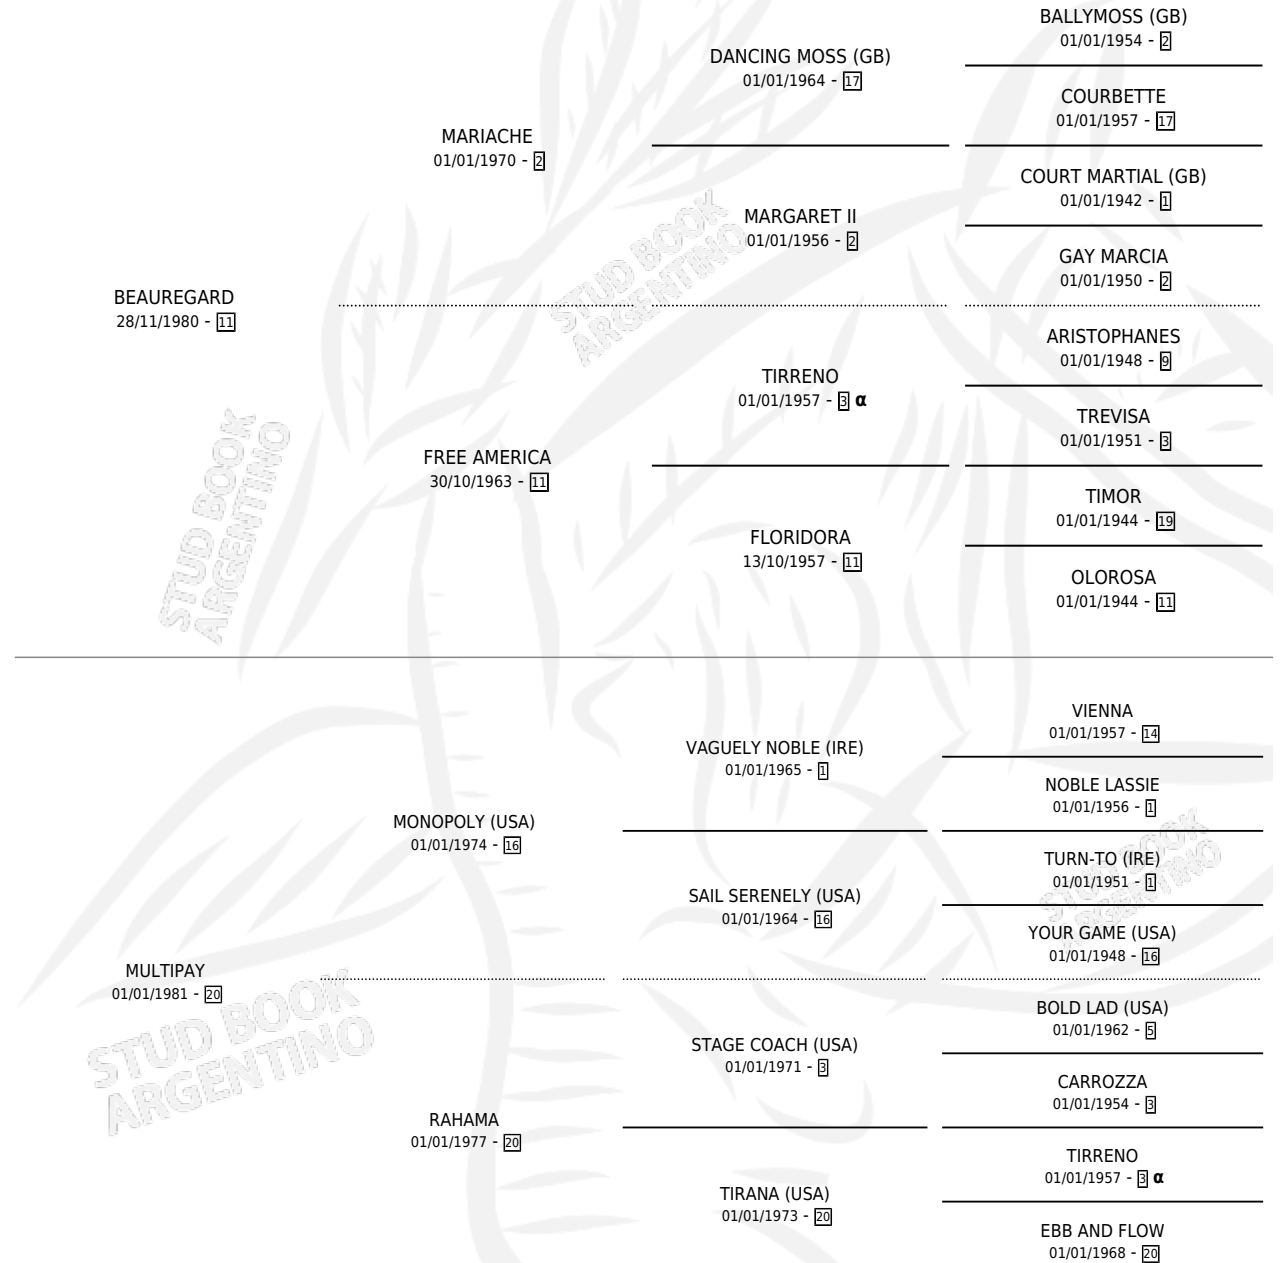 BALLYMOSS (GB)
01/01/1954 - 2
DANCING MOSS (GB)
01/01/1964 - 17
COURBETTE
01/01/1957 - 17
MARIACHE
01/01/1970 - 2
COURT MARTIAL (GB)
01/01/1942 - 1
MARGARET II
01/01/1956 - 2
GAY MARCIA
01/01/1950 - 2
BEAUREGARD
28/11/1980 - 11
ARISTOPHANES
01/01/1948 - 9
TIRRENO
01/01/1957 - 3 α
TREVISA
01/01/1951 - 3
FREE AMERICA
30/10/1963 - 11
TIMOR
01/01/1944 - 19
FLORIDORA
13/10/1957 - 11
OLOROSA
01/01/1944 - 11
VIENNA
01/01/1957 - 14
VAGUELY NOBLE (IRE)
01/01/1965 - 1
NOBLE LASSIE
01/01/1956 - 1
MONOPOLY (USA)
01/01/1974 - 16
TURN-TO (IRE)
01/01/1951 - 1
SAIL SERENELY (USA)
01/01/1964 - 16
YOUR GAME (USA)
01/01/1948 - 16
MULTIPAY
01/01/1981 - 20
BOLD LAD (USA)
01/01/1962 - 5
STAGE COACH (USA)
01/01/1971 - 3
CARROZZA
01/01/1954 - 3
RAHAMA
01/01/1977 - 20
TIRRENO
01/01/1957 - 3 α
TIRANA (USA)
01/01/1973 - 20
EBB AND FLOW
01/01/1968 - 20
STUD BOOK
ARGENTINO
STUD BOOK
ARGENTINO
STUD BOOK
ARGENTINO
STUD BOOK
ARGENTINO